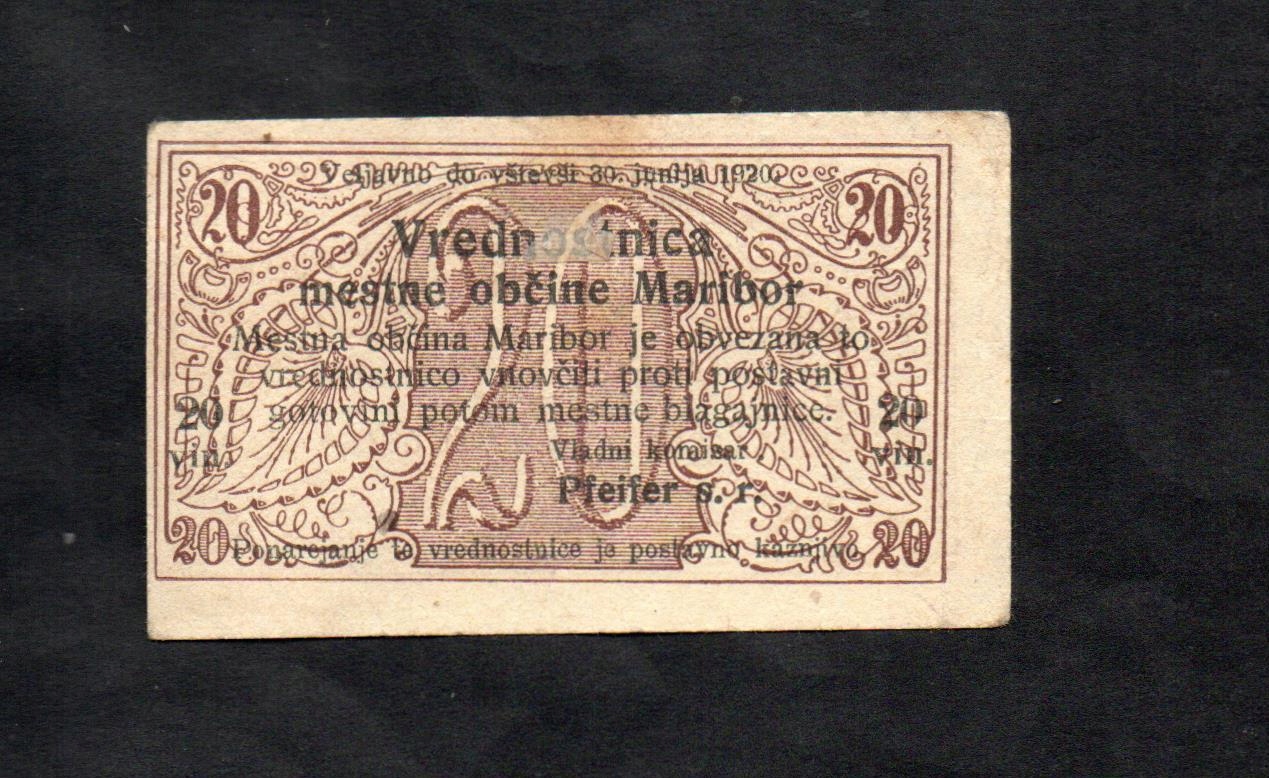 Veljavno do vštevši 30. junija 1920.
20 20
Vrednostnica
mestne občine Maribor
Mestna občina Maribor je obvezana to
vrednostnico vnovčiti proti postavni
20 gotovini potom mestne blagajnice. 20
vin. Vladni komisar vin.
Pfeifer s. r.
20 Ponarejanje te vrednostnice je postavno kaznjivo. 20